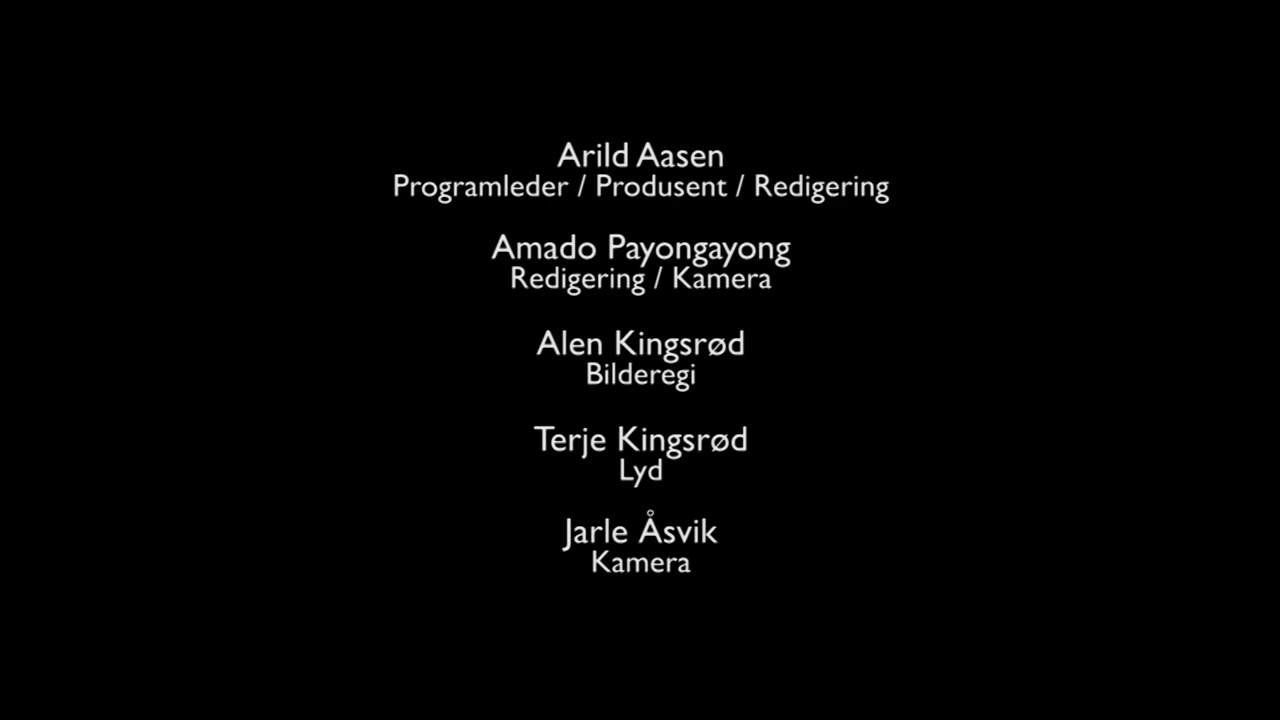 Arild Aasen
Programleder / Produsent / Redigering
Amado Payongayong
Redigering / Kamera
Alen Kingsrød
Bilderegi
Terje Kingsrød
Lyd
Jarle Åsvik
Kamera